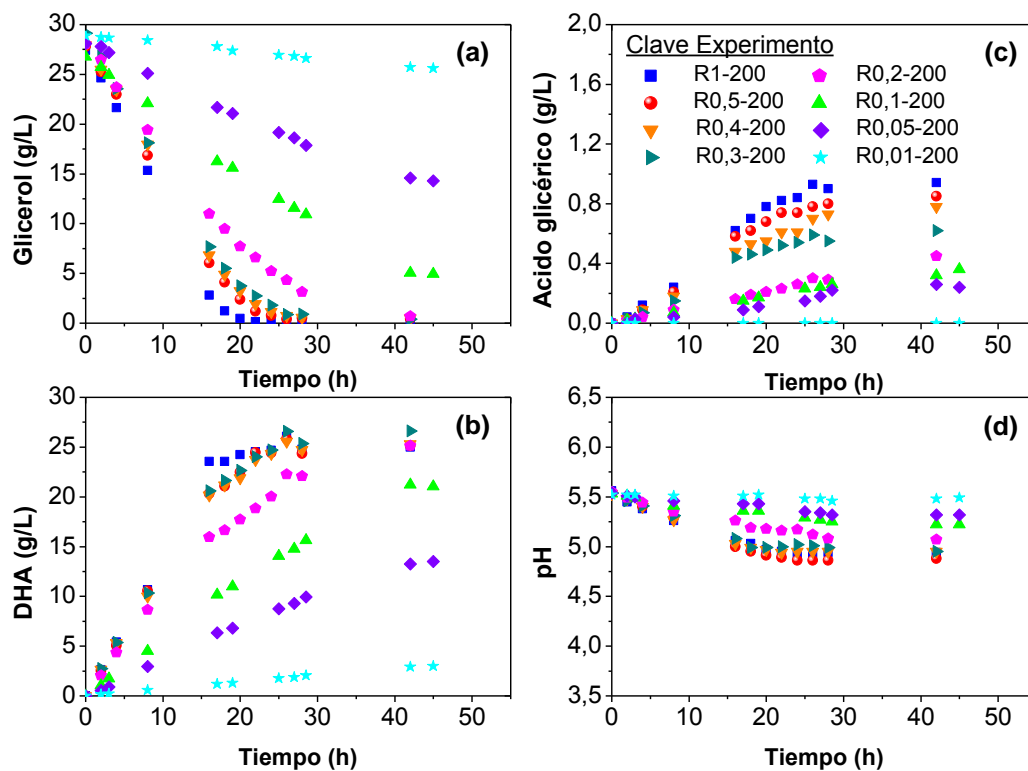 (a)
Glicerol (g/L)
30
25
20
15
10
5
0
0 10 20 30 40 50
Tiempo (h)
(c)
Acido glicérico (g/L)
2,0
1,6
1,2
0,8
0,4
0,0
Clave Experimento
R1-200 R0,2-200
R0,5-200 R0,1-200
R0,4-200 R0,05-200
R0,3-200 R0,01-200
0 10 20 30 40 50
Tiempo (h)
(b)
DHA (g/L)
30
25
20
15
10
5
0
0 10 20 30 40 50
Tiempo (h)
(d)
pH
6,5
6,0
5,5
5,0
4,5
4,0
3,5
0 10 20 30 40 50
Tiempo (h)